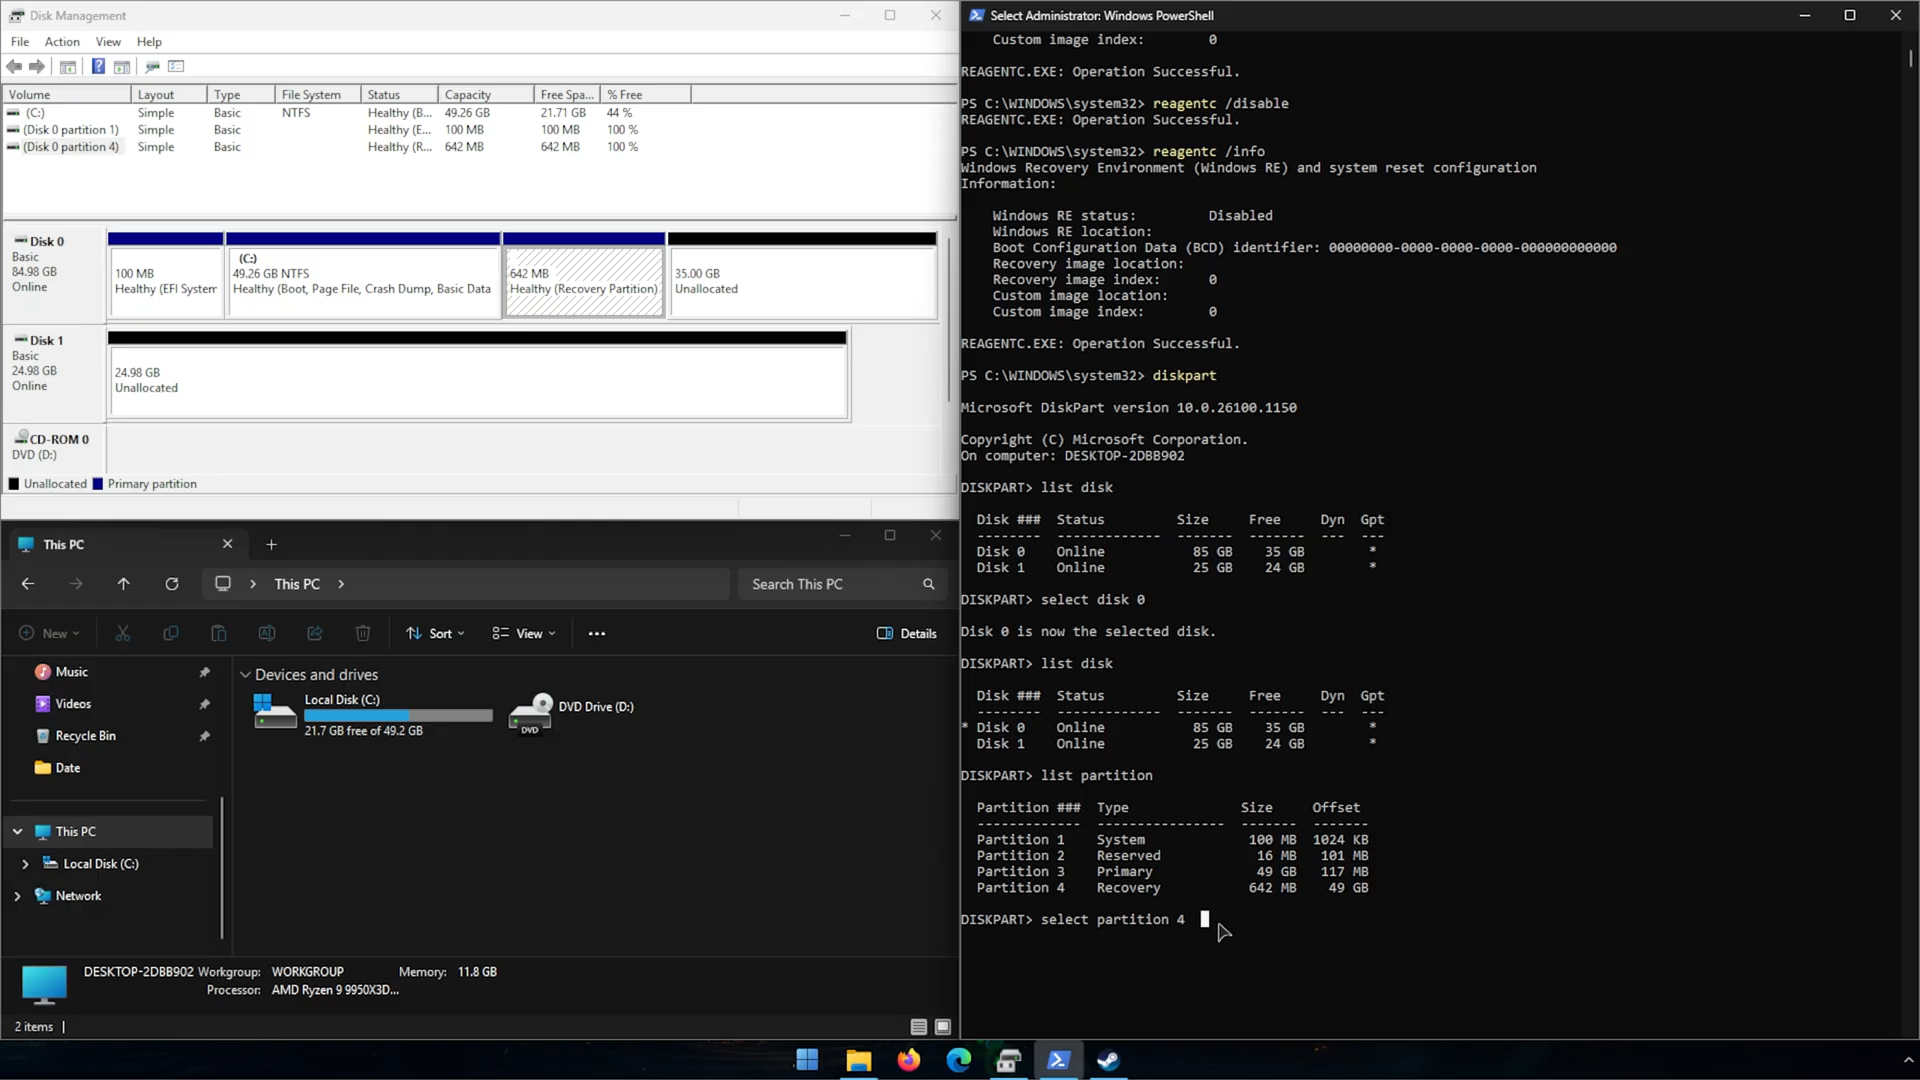 Disk Management
File Action View Help
Volume Layout Type File System Status Capacity Free Spa... % Free
(C:) Simple Basic NTFS Healthy (B... 49.26 GB 21.71 GB 44 %
(Disk 0 partition 1) Simple Basic Healthy (E... 100 MB 100 MB 100 %
(Disk 0 partition 4) Simple Basic Healthy (R... 642 MB 642 MB 100 %
Disk 0
Basic
84.98 GB
Online
100 MB
Healthy (EFI System
(C:)
49.26 GB NTFS
Healthy (Boot, Page File, Crash Dump, Basic Data
642 MB
Healthy (Recovery Partition)
35.00 GB
Unallocated
Disk 1
Basic
24.98 GB
Online
24.98 GB
Unallocated
CD-ROM 0
DVD (D:)
Unallocated Primary partition
This PC
This PC
Search This PC
New Sort View Details
Music
Videos
Recycle Bin
Date
This PC
Local Disk (C:)
Network
Devices and drives
Local Disk (C:)
21.7 GB free of 49.2 GB
DVD
DVD Drive (D:)
DESKTOP-2DBB902 Workgroup: WORKGROUP Memory: 11.8 GB
Processor: AMD Ryzen 9 9950X3D...
2 items
Select Administrator: Windows PowerShell
Custom image index: 0
REAGENTC.EXE: Operation Successful.
PS C:\WINDOWS\system32> reagentc /disable
REAGENTC.EXE: Operation Successful.
PS C:\WINDOWS\system32> reagentc /info
Windows Recovery Environment (Windows RE) and system reset configuration
Information:
Windows RE status: Disabled
Windows RE location:
Boot Configuration Data (BCD) identifier: 00000000-0000-0000-0000-000000000000
Recovery image location:
Recovery image index: 0
Custom image location:
Custom image index: 0
REAGENTC.EXE: Operation Successful.
PS C:\WINDOWS\system32> diskpart
Microsoft DiskPart version 10.0.26100.1150
Copyright (C) Microsoft Corporation.
On computer: DESKTOP-2DBB902
DISKPART> list disk
Disk ### Status Size Free Dyn Gpt
-------- ------------- ------- ------- --- ---
Disk 0 Online 85 GB 35 GB *
Disk 1 Online 25 GB 24 GB *
DISKPART> select disk 0
Disk 0 is now the selected disk.
DISKPART> list disk
Disk ### Status Size Free Dyn Gpt
-------- ------------- ------- ------- --- ---
* Disk 0 Online 85 GB 35 GB *
Disk 1 Online 25 GB 24 GB *
DISKPART> list partition
Partition ### Type Size Offset
------------- ---------------- ------- -------
Partition 1 System 100 MB 1024 KB
Partition 2 Reserved 16 MB 101 MB
Partition 3 Primary 49 GB 117 MB
Partition 4 Recovery 642 MB 49 GB
DISKPART> select partition 4